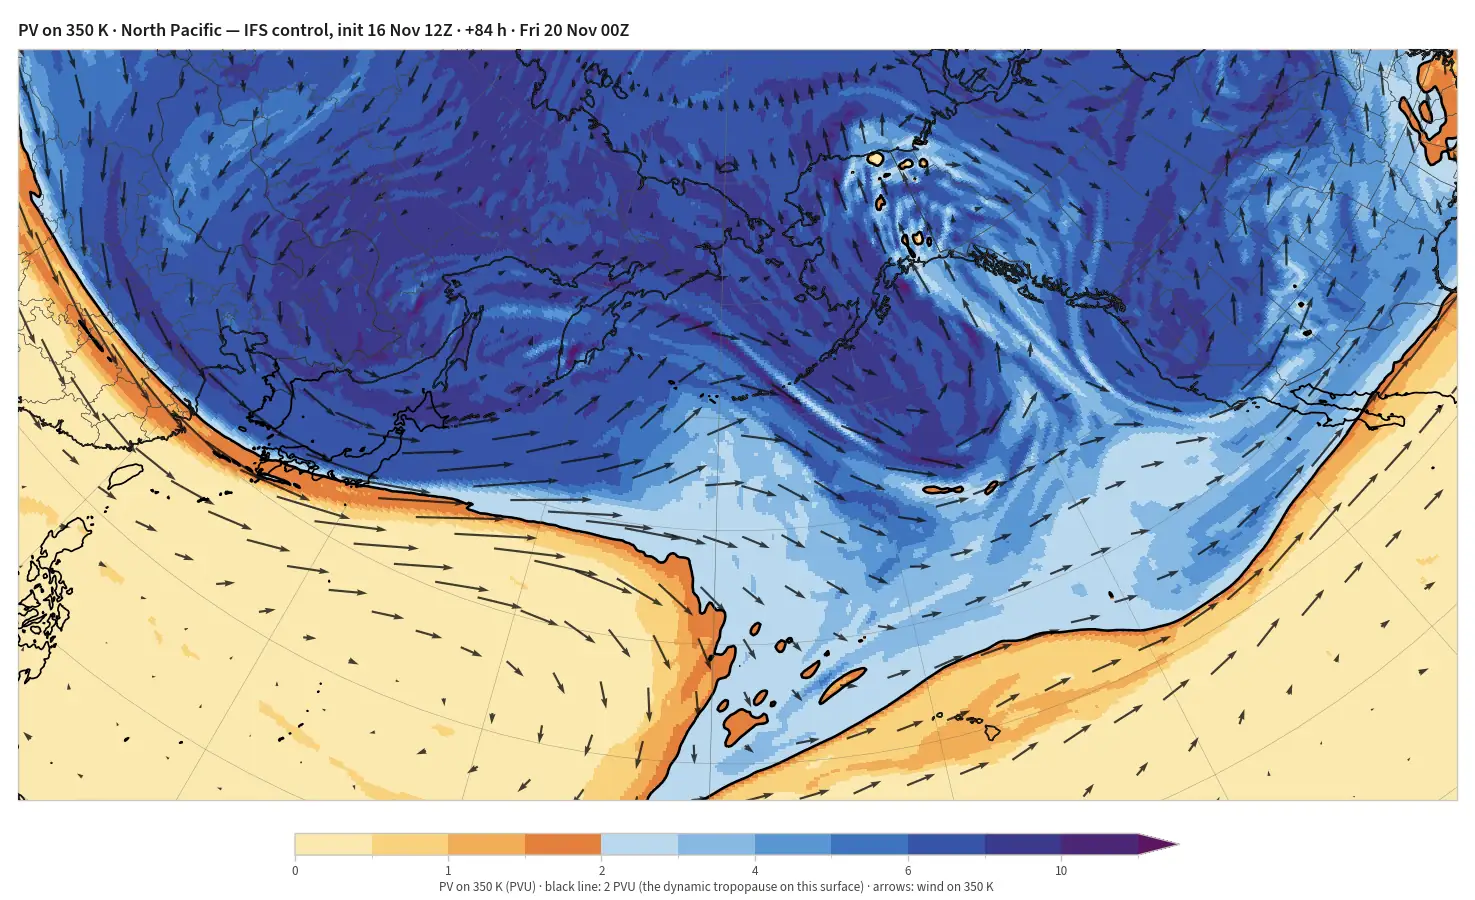 PV on 350 K · North Pacific — IFS control, init 16 Nov 12Z · +84 h · Fri 20 Nov 00Z
0 1 2 4 6 10
PV on 350 K (PVU) · black line: 2 PVU (the dynamic tropopause on this surface) · arrows: wind on 350 K